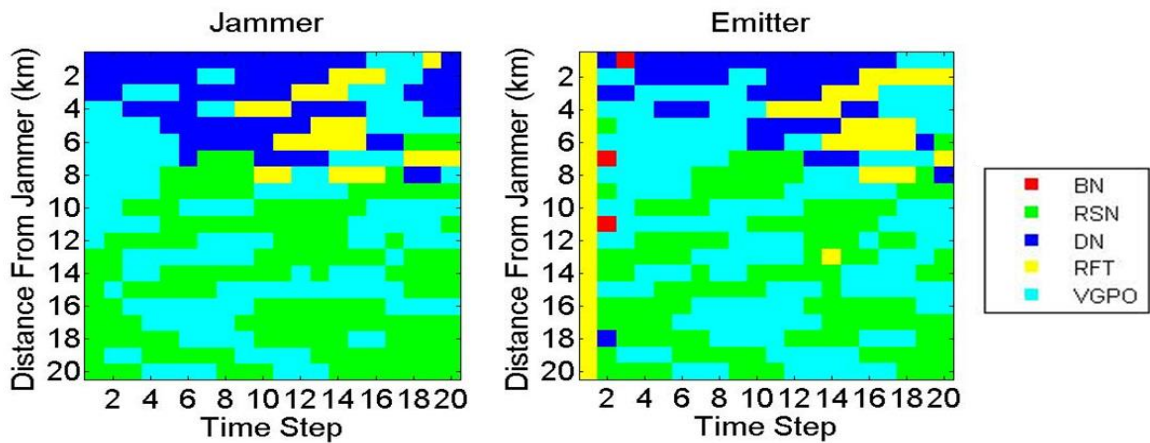 Jammer
Distance From Jammer (km)
2
4
6
8
10
12
14
16
18
20
2 4 6 8 10 12 14 16 18 20
Time Step
Emitter
Distance From Jammer (km)
2
4
6
8
10
12
14
16
18
20
2 4 6 8 10 12 14 16 18 20
Time Step
BN
RSN
DN
RFT
VGPO